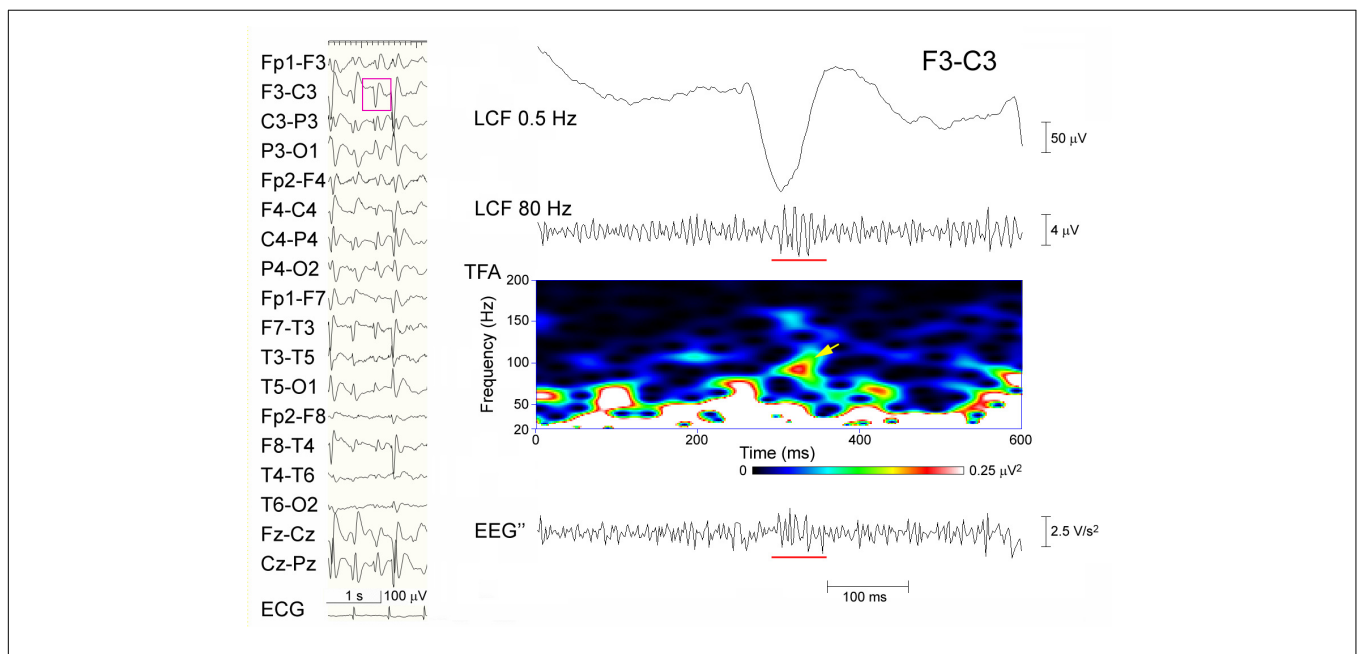 Fp1-F3
F3-C3
C3-P3
P3-O1
Fp2-F4
F4-C4
C4-P4
P4-O2
Fp1-F7
F7-T3
T3-T5
T5-O1
Fp2-F8
F8-T4
T4-T6
T6-O2
Fz-Cz
Cz-Pz
1 s 100 μV
ECG
F3-C3
LCF 0.5 Hz
50 μV
LCF 80 Hz
4 μV
TFA
Frequency (Hz)
200
150
100
50
20
0 200 400 600
Time (ms)
0 0.25 μV²
EEG”
2.5 V/s²
100 ms